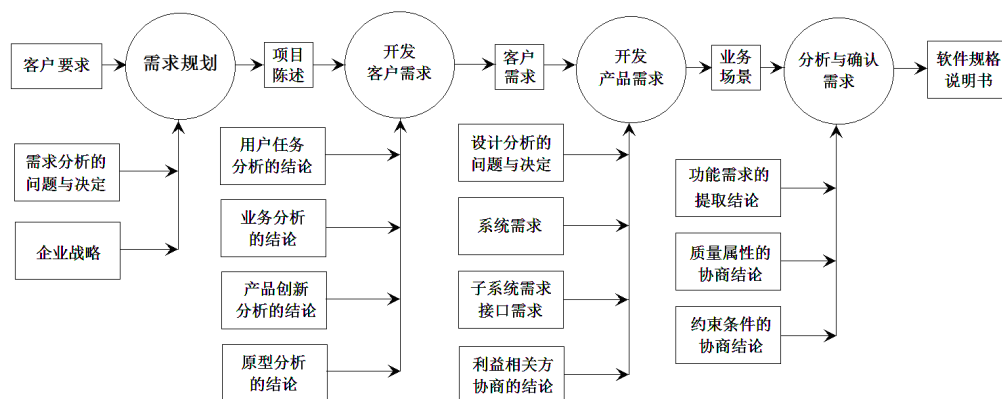 客户要求
需求规划
项目
陈述
开发
客户需求
客户
需求
开发
产品需求
业务
场景
分析与确认
需求
软件规格
说明书
需求分析的
问题与决定
企业战略
用户任务
分析的结论
业务分析
的结论
产品创新
分析的结论
原型分析
的结论
设计分析的
问题与决定
系统需求
子系统需求
接口需求
利益相关方
协商的结论
功能需求的
提取结论
质量属性的
协商结论
约束条件的
协商结论